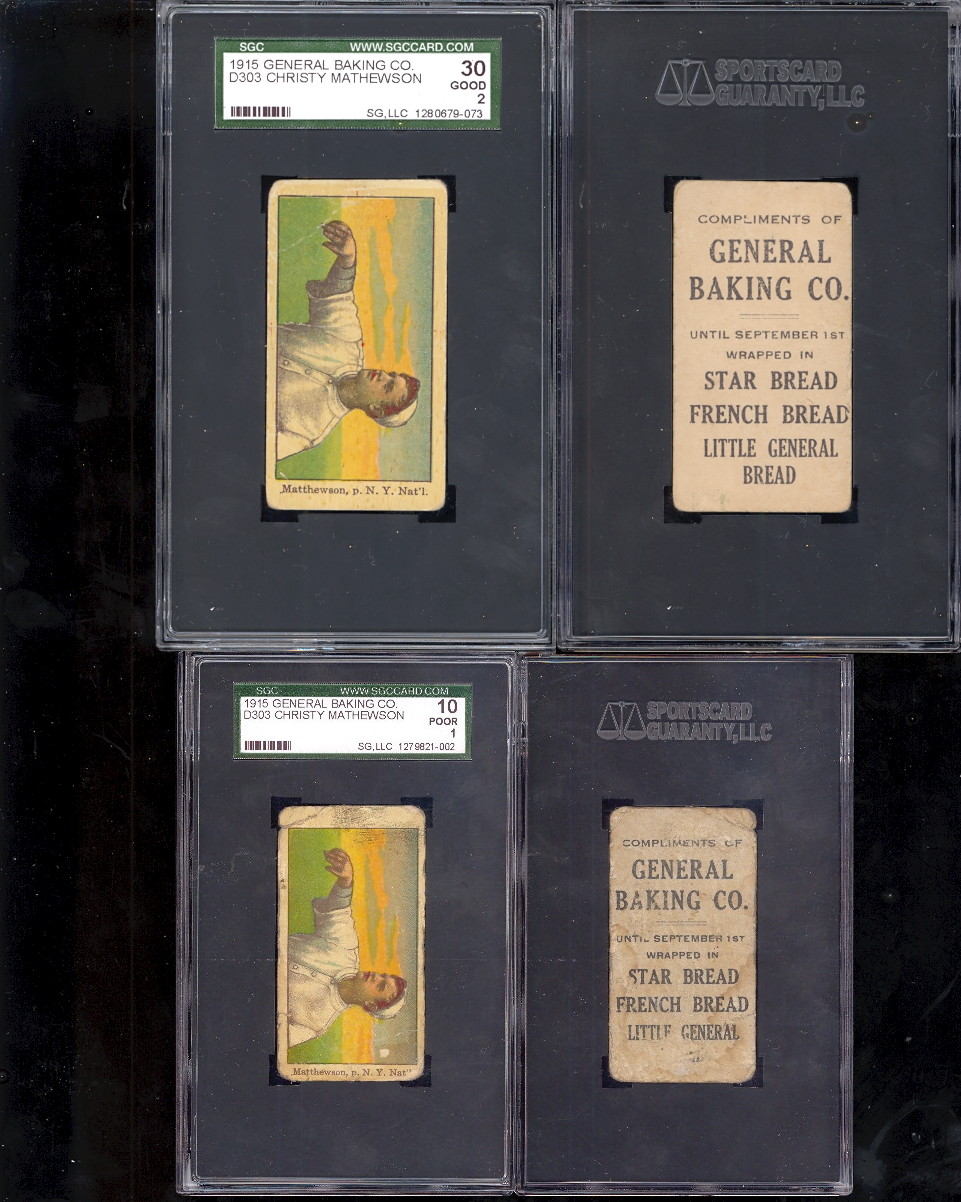 SGC WWW.SGCCARD.COM
1915 GENERAL BAKING CO. 30
D303 CHRISTY MATHEWSON GOOD
2
SG,LLC 1280679-073
SPORTSCARD
GUARANTY,LLC
Matthewson, p. N. Y. Nat'l.
COMPLIMENTS OF
GENERAL
BAKING CO.
UNTIL SEPTEMBER 1ST
WRAPPED IN
STAR BREAD
FRENCH BREAD
LITTLE GENERAL
BREAD
SGC WWW.SGCCARD.COM
1915 GENERAL BAKING CO. 10
D303 CHRISTY MATHEWSON POOR
1
SG,LLC 1279821-002
SPORTSCARD
GUARANTY,LLC
Matthewson, p. N. Y. Nat'l
COMPLIMENTS OF
GENERAL
BAKING CO.
UNTIL SEPTEMBER 1ST
WRAPPED IN
STAR BREAD
FRENCH BREAD
LITTLE GENERAL